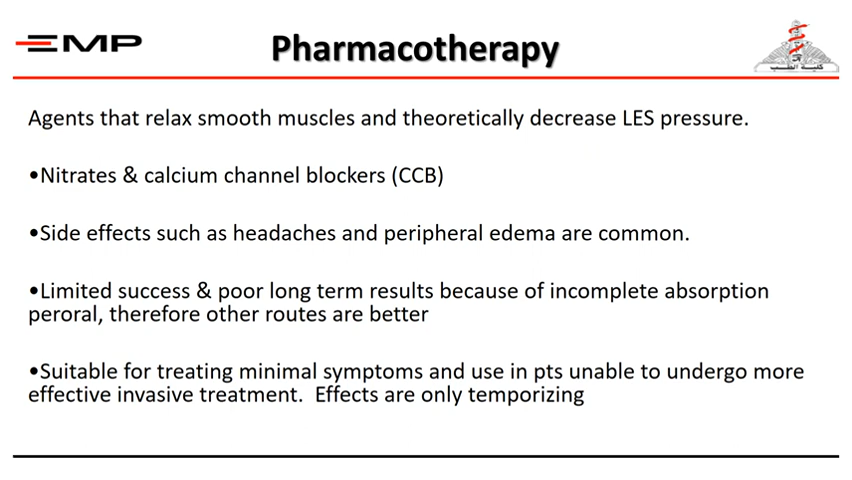 EMP
Pharmacotherapy
كلية الطب
Agents that relax smooth muscles and theoretically decrease LES pressure.
•Nitrates & calcium channel blockers (CCB)
•Side effects such as headaches and peripheral edema are common.
•Limited success & poor long term results because of incomplete absorption
peroral, therefore other routes are better
•Suitable for treating minimal symptoms and use in pts unable to undergo more
effective invasive treatment.  Effects are only temporizing